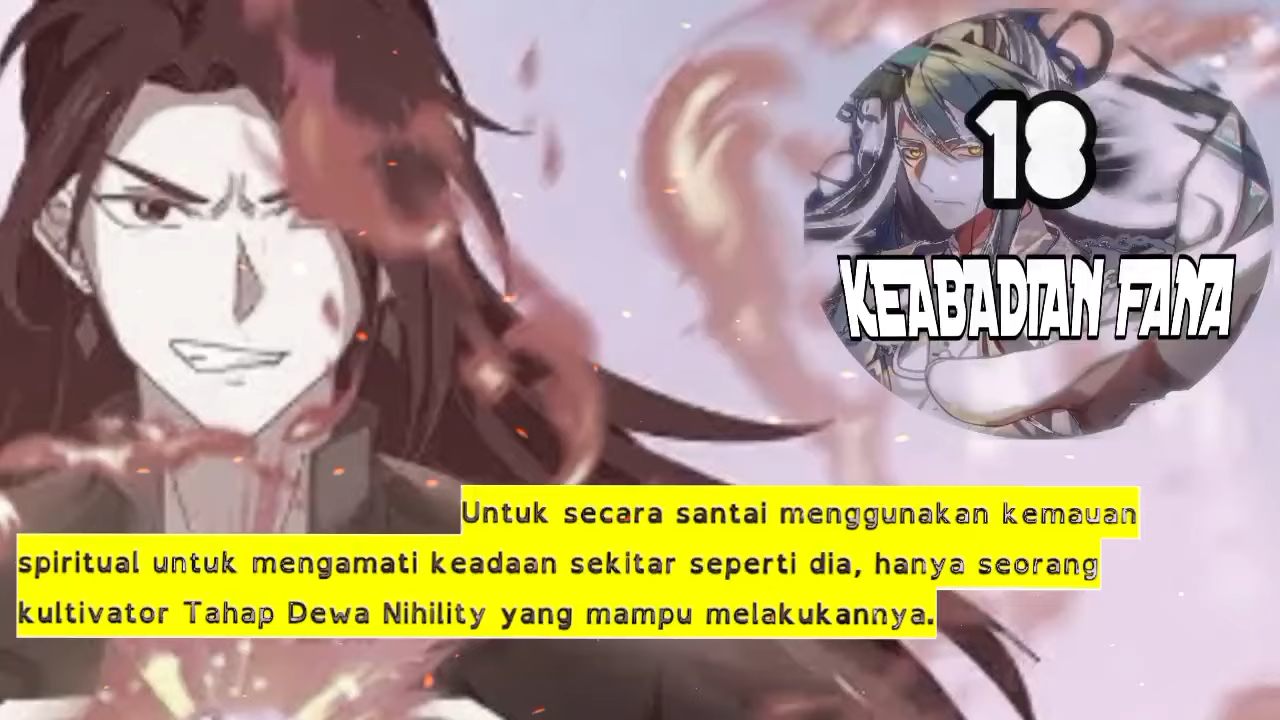 18
KEABADIAN FANA
Untuk secara santai menggunakan kemauan
spiritual untuk mengamati keadaan sekitar seperti dia, hanya seorang
kultivator Tahap Dewa Nihility yang mampu melakukannya.